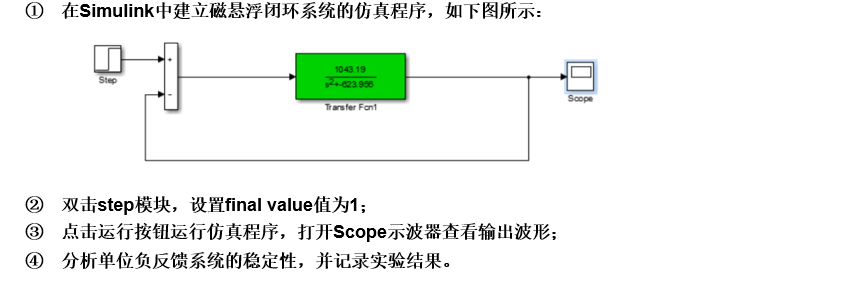 ① 在Simulink中建立磁悬浮闭环系统的仿真程序，如下图所示：
Step
+
−
1043.19
s²+-623.966
Transfer Fcn1
Scope
② 双击step模块，设置final value值为1；
③ 点击运行按钮运行仿真程序，打开Scope示波器查看输出波形；
④ 分析单位负反馈系统的稳定性，并记录实验结果。